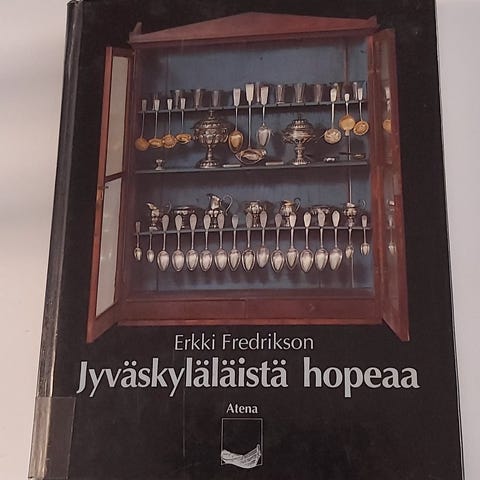 Erkki Fredrikson
Jyväskyläläistä hopeaa
Atena